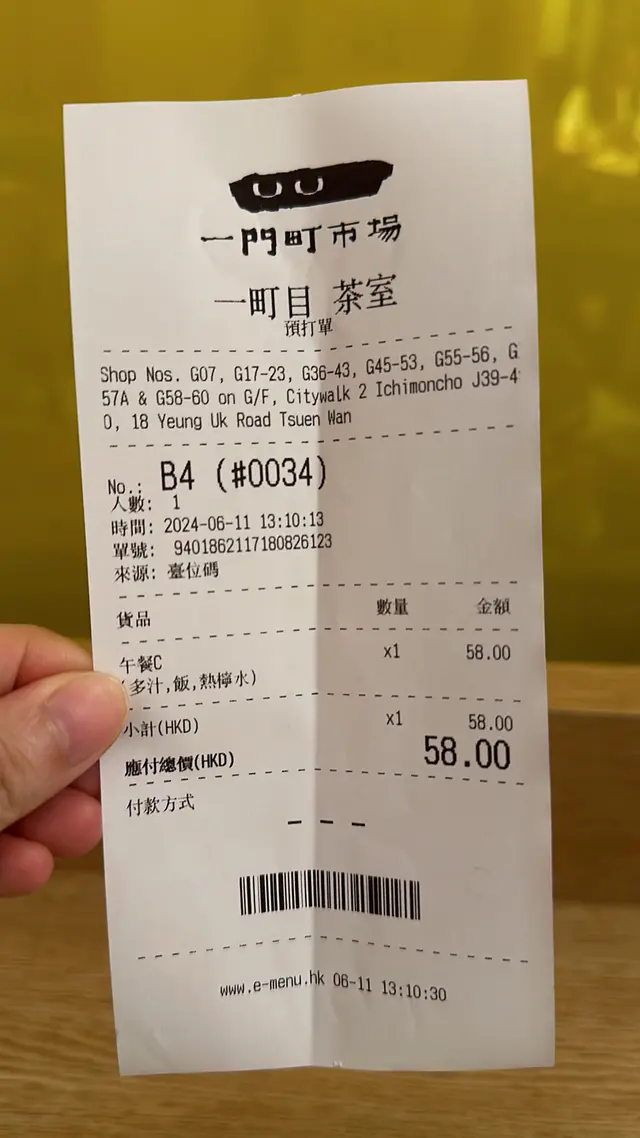 一門町市場
一町目 茶室
預打單
Shop Nos. G07, G17-23, G36-43, G45-53, G55-56, G
57A & G58-60 on G/F, Citywalk 2 Ichimoncho J39-4
0, 18 Yeung Uk Road Tsuen Wan
No.: B4 (#0034)
人數: 1
時間: 2024-06-11 13:10:13
單號: 9401862117180826123
來源: 臺位碼
貨品 數量 金額
午餐C x1 58.00
(多汁,飯,熱檸水)
小計(HKD) x1 58.00
應付總價(HKD) 58.00
付款方式
www.e-menu.hk 06-11 13:10:30